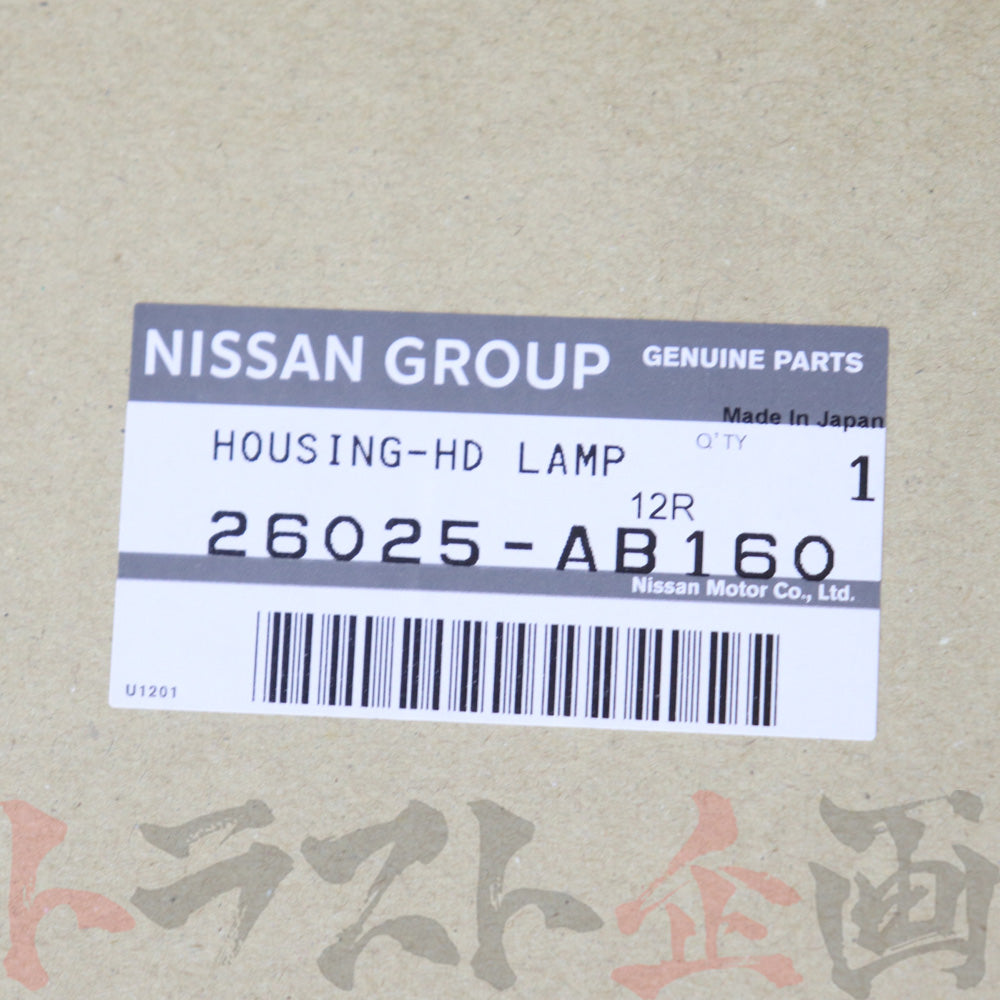 NISSAN GROUP GENUINE PARTS
Made In Japan
HOUSING-HD LAMP Q'TY 1
12R
26025-AB160
Nissan Motor Co., Ltd.
U1201
トラスト企画